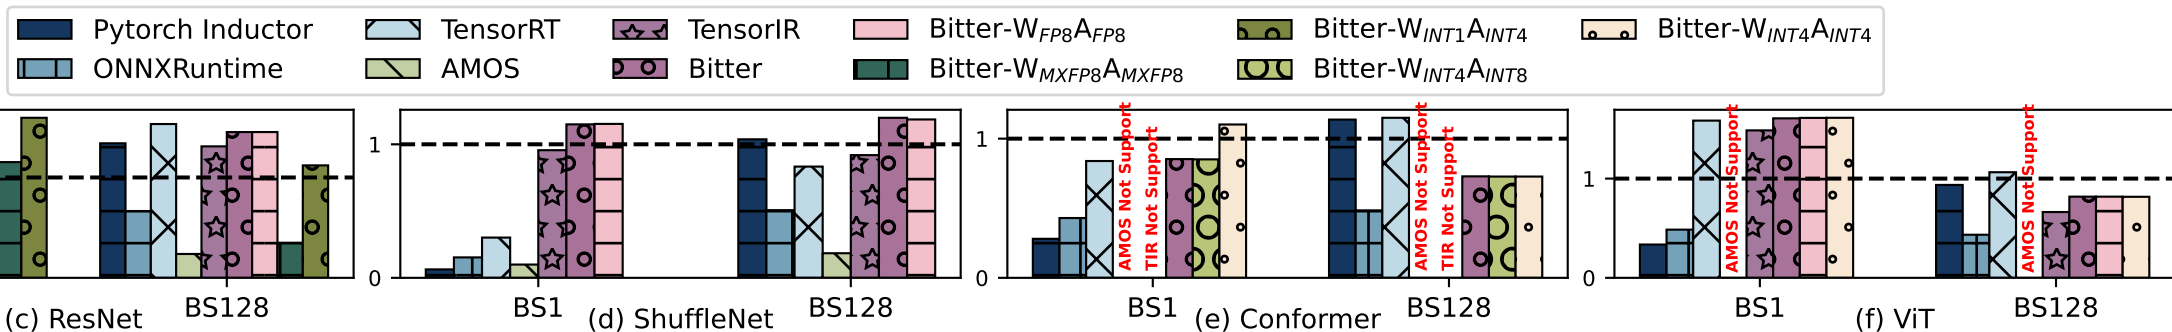 Pytorch Inductor TensorRT TensorIR Bitter-W_FP8A_FP8 Bitter-W_INT1A_INT4 Bitter-W_INT4A_INT4
ONNXRuntime AMOS Bitter Bitter-W_MXFP8A_MXFP8 Bitter-W_INT4A_INT8
BS128
(c) ResNet
1
0
BS1 BS128
(d) ShuffleNet
1
0
AMOS Not Support
TIR Not Support
AMOS Not Support
TIR Not Support
BS1 BS128
(e) Conformer
1
0
AMOS Not Support
AMOS Not Support
BS1 BS128
(f) ViT